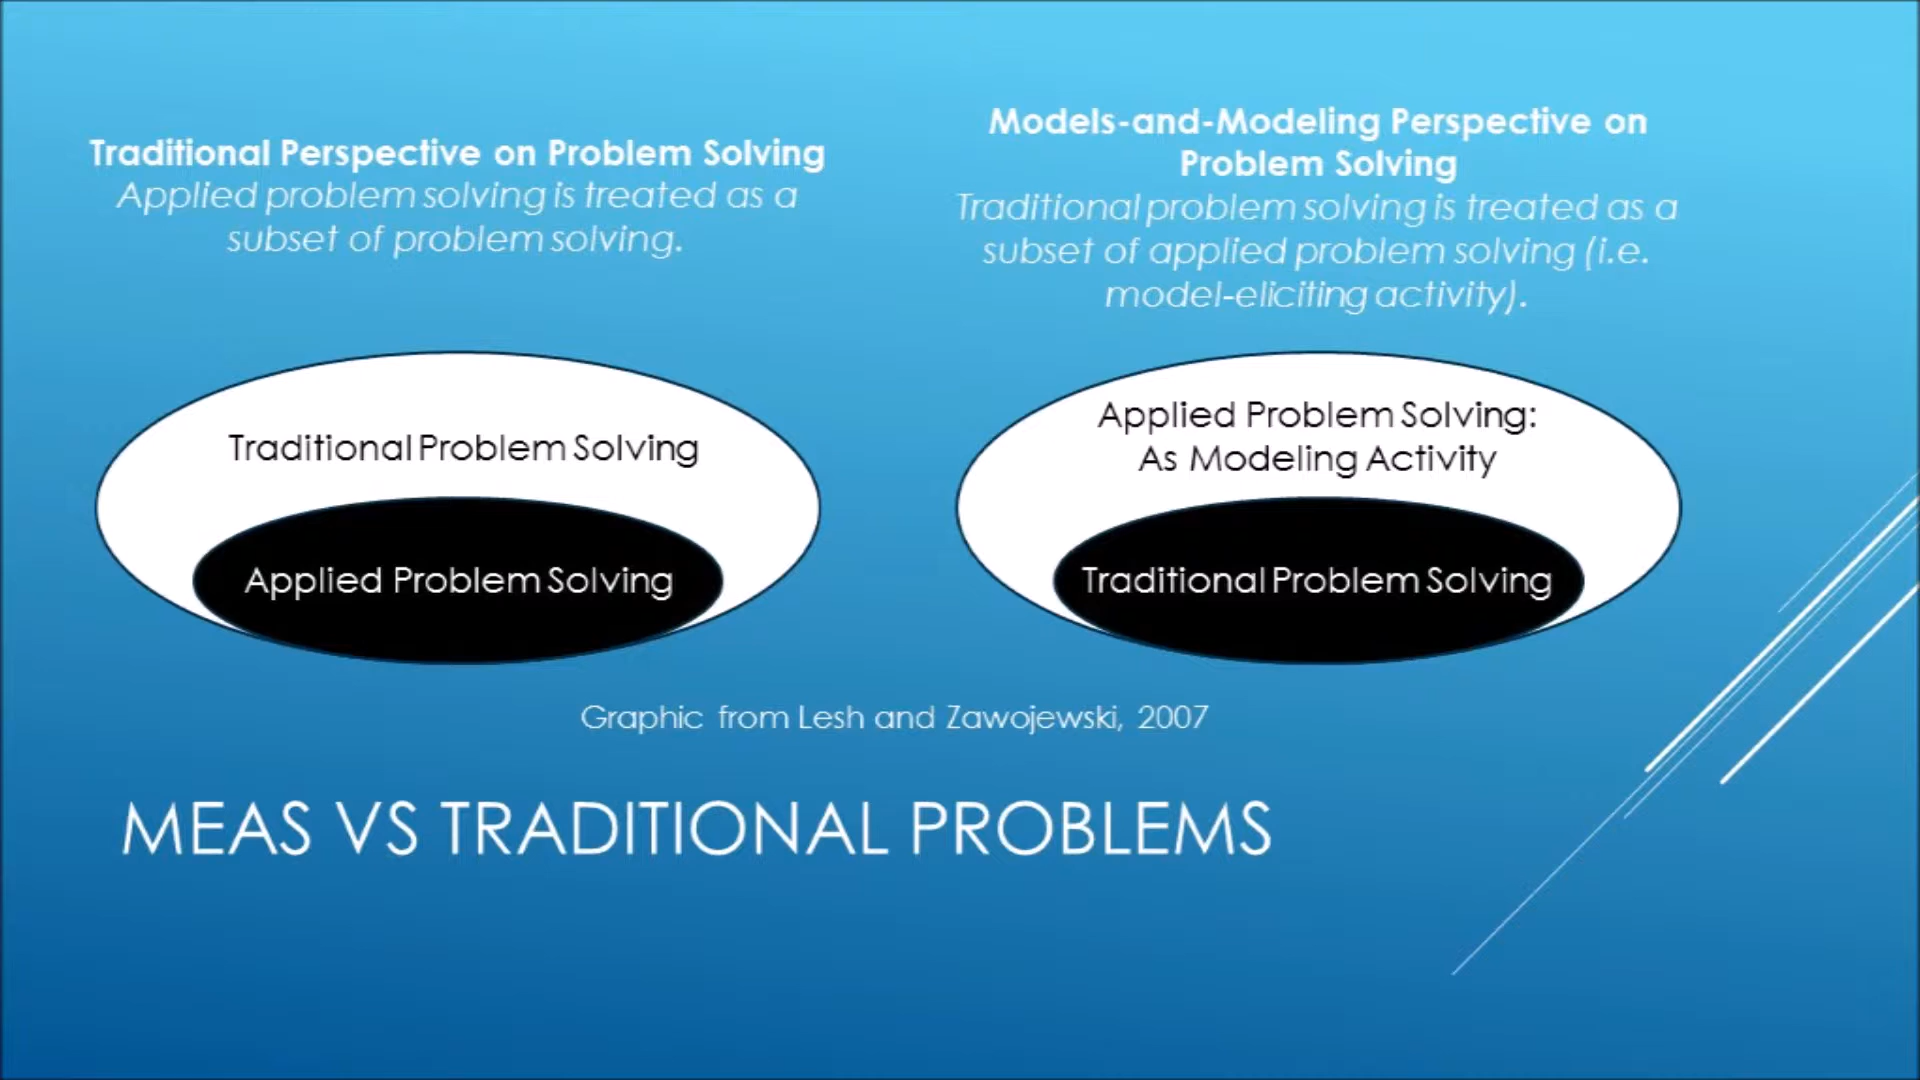 Traditional Perspective on Problem Solving
Applied problem solving is treated as a
subset of problem solving.
Traditional Problem Solving
Applied Problem Solving
Models-and-Modeling Perspective on
Problem Solving
Traditional problem solving is treated as a
subset of applied problem solving (i.e.
model-eliciting activity).
Applied Problem Solving:
As Modeling Activity
Traditional Problem Solving
Graphic from Lesh and Zawojewski, 2007
MEAS VS TRADITIONAL PROBLEMS